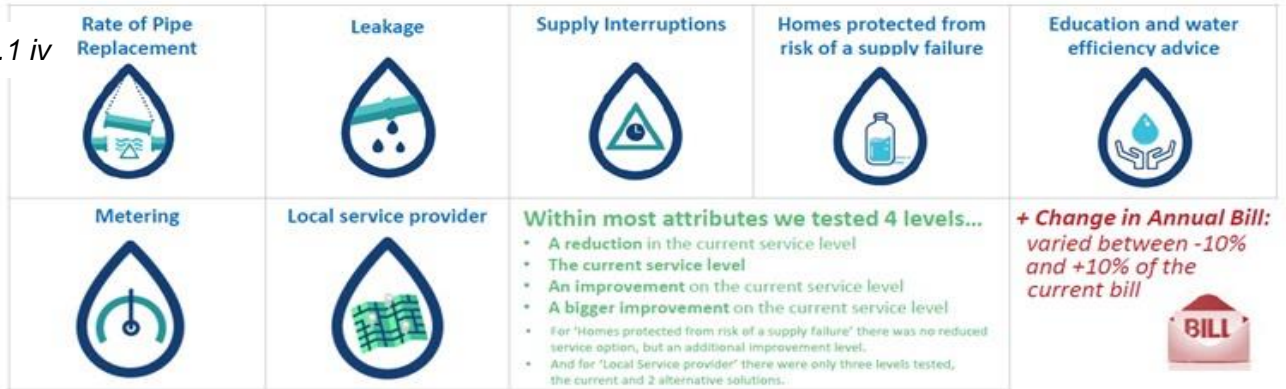 .1 iv
Rate of Pipe
Replacement
Leakage
Supply Interruptions
Homes protected from
risk of a supply failure
Education and water
efficiency advice
Metering
Local service provider
Within most attributes we tested 4 levels...
• A reduction in the current service level
• The current service level
• An improvement on the current service level
• A bigger improvement on the current service level
• For 'Homes protected from risk of a supply failure' there was no reduced
service option, but an additional improvement level.
• And for 'Local Service provider' there were only three levels tested,
the current and 2 alternative solutions.
+ Change in Annual Bill:
varied between -10%
and +10% of the
current bill
BILL